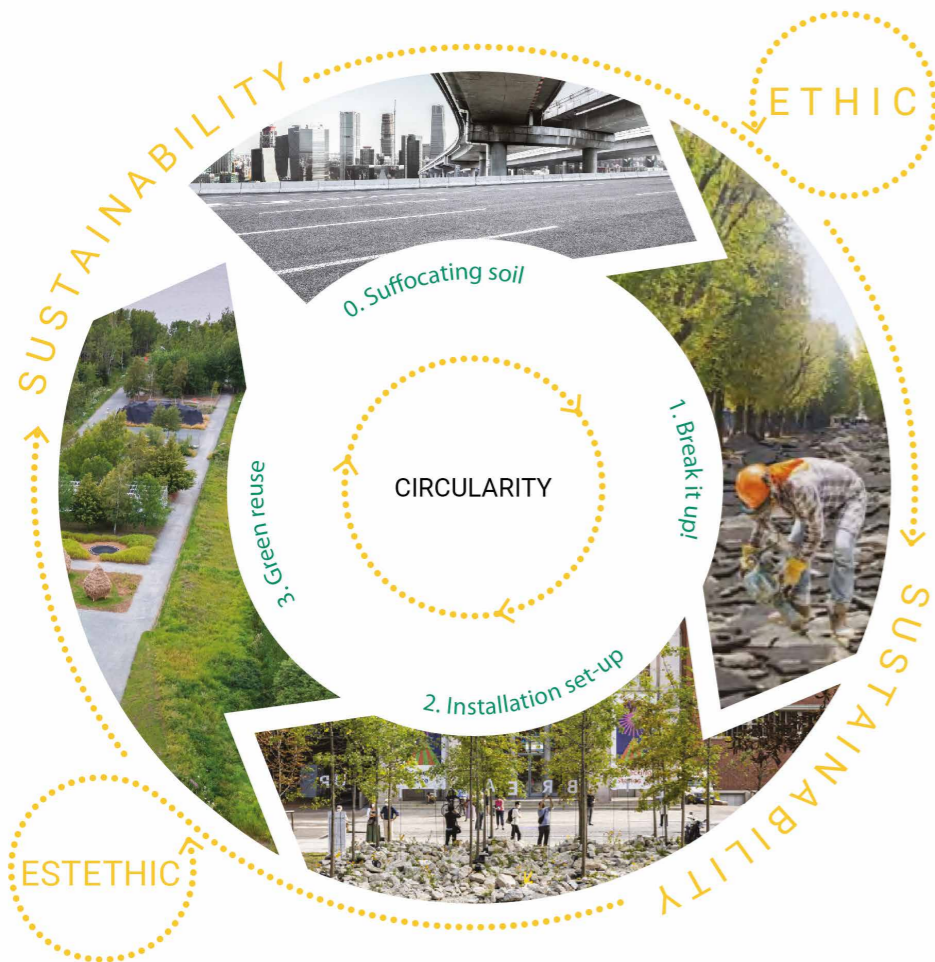 SUSTAINABILITY
ETHIC
0. Suffocating soil
1. Break it up!
CIRCULARITY
3. Green reuse
2. Installation set-up
SUSTAINABILITY
ESTETHIC